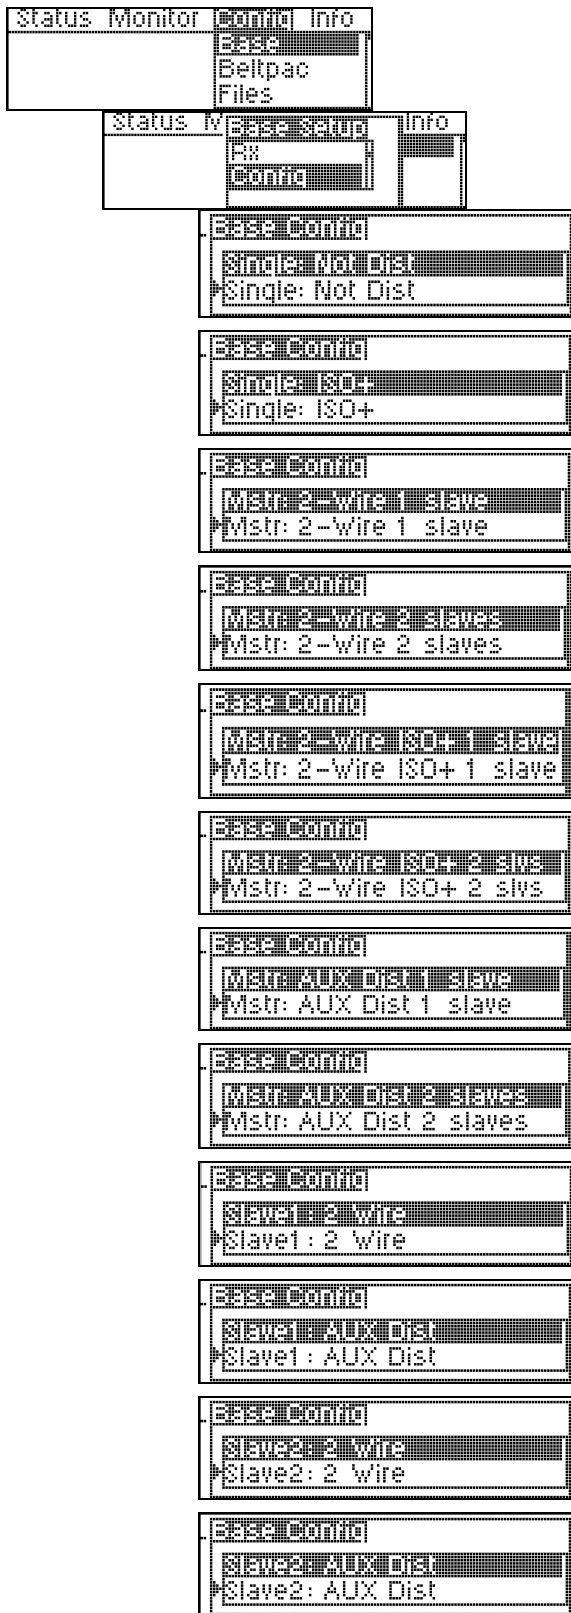 Status Monitor Config Info
Base
Beltpac
Files
Status M Base Setup Info
Rx
Config
Base Config
Single: Not Dist
Single: Not Dist
Base Config
Single: ISO+
Single: ISO+
Base Config
Mstr: 2-Wire 1 slave
Mstr: 2-Wire 1 slave
Base Config
Mstr: 2-Wire 2 slaves
Mstr: 2-Wire 2 slaves
Base Config
Mstr: 2-Wire ISO+ 1 slave
Mstr: 2-Wire ISO+ 1 slave
Base Config
Mstr: 2-Wire ISO+ 2 slvs
Mstr: 2-Wire ISO+ 2 slvs
Base Config
Mstr: AUX Dist 1 slave
Mstr: AUX Dist 1 slave
Base Config
Mstr: AUX Dist 2 slaves
Mstr: AUX Dist 2 slaves
Base Config
Slave1: 2 Wire
Slave1: 2 Wire
Base Config
Slave1: AUX Dist
Slave1: AUX Dist
Base Config
Slave2: 2 Wire
Slave2: 2 Wire
Base Config
Slave2: AUX Dist
Slave2: AUX Dist